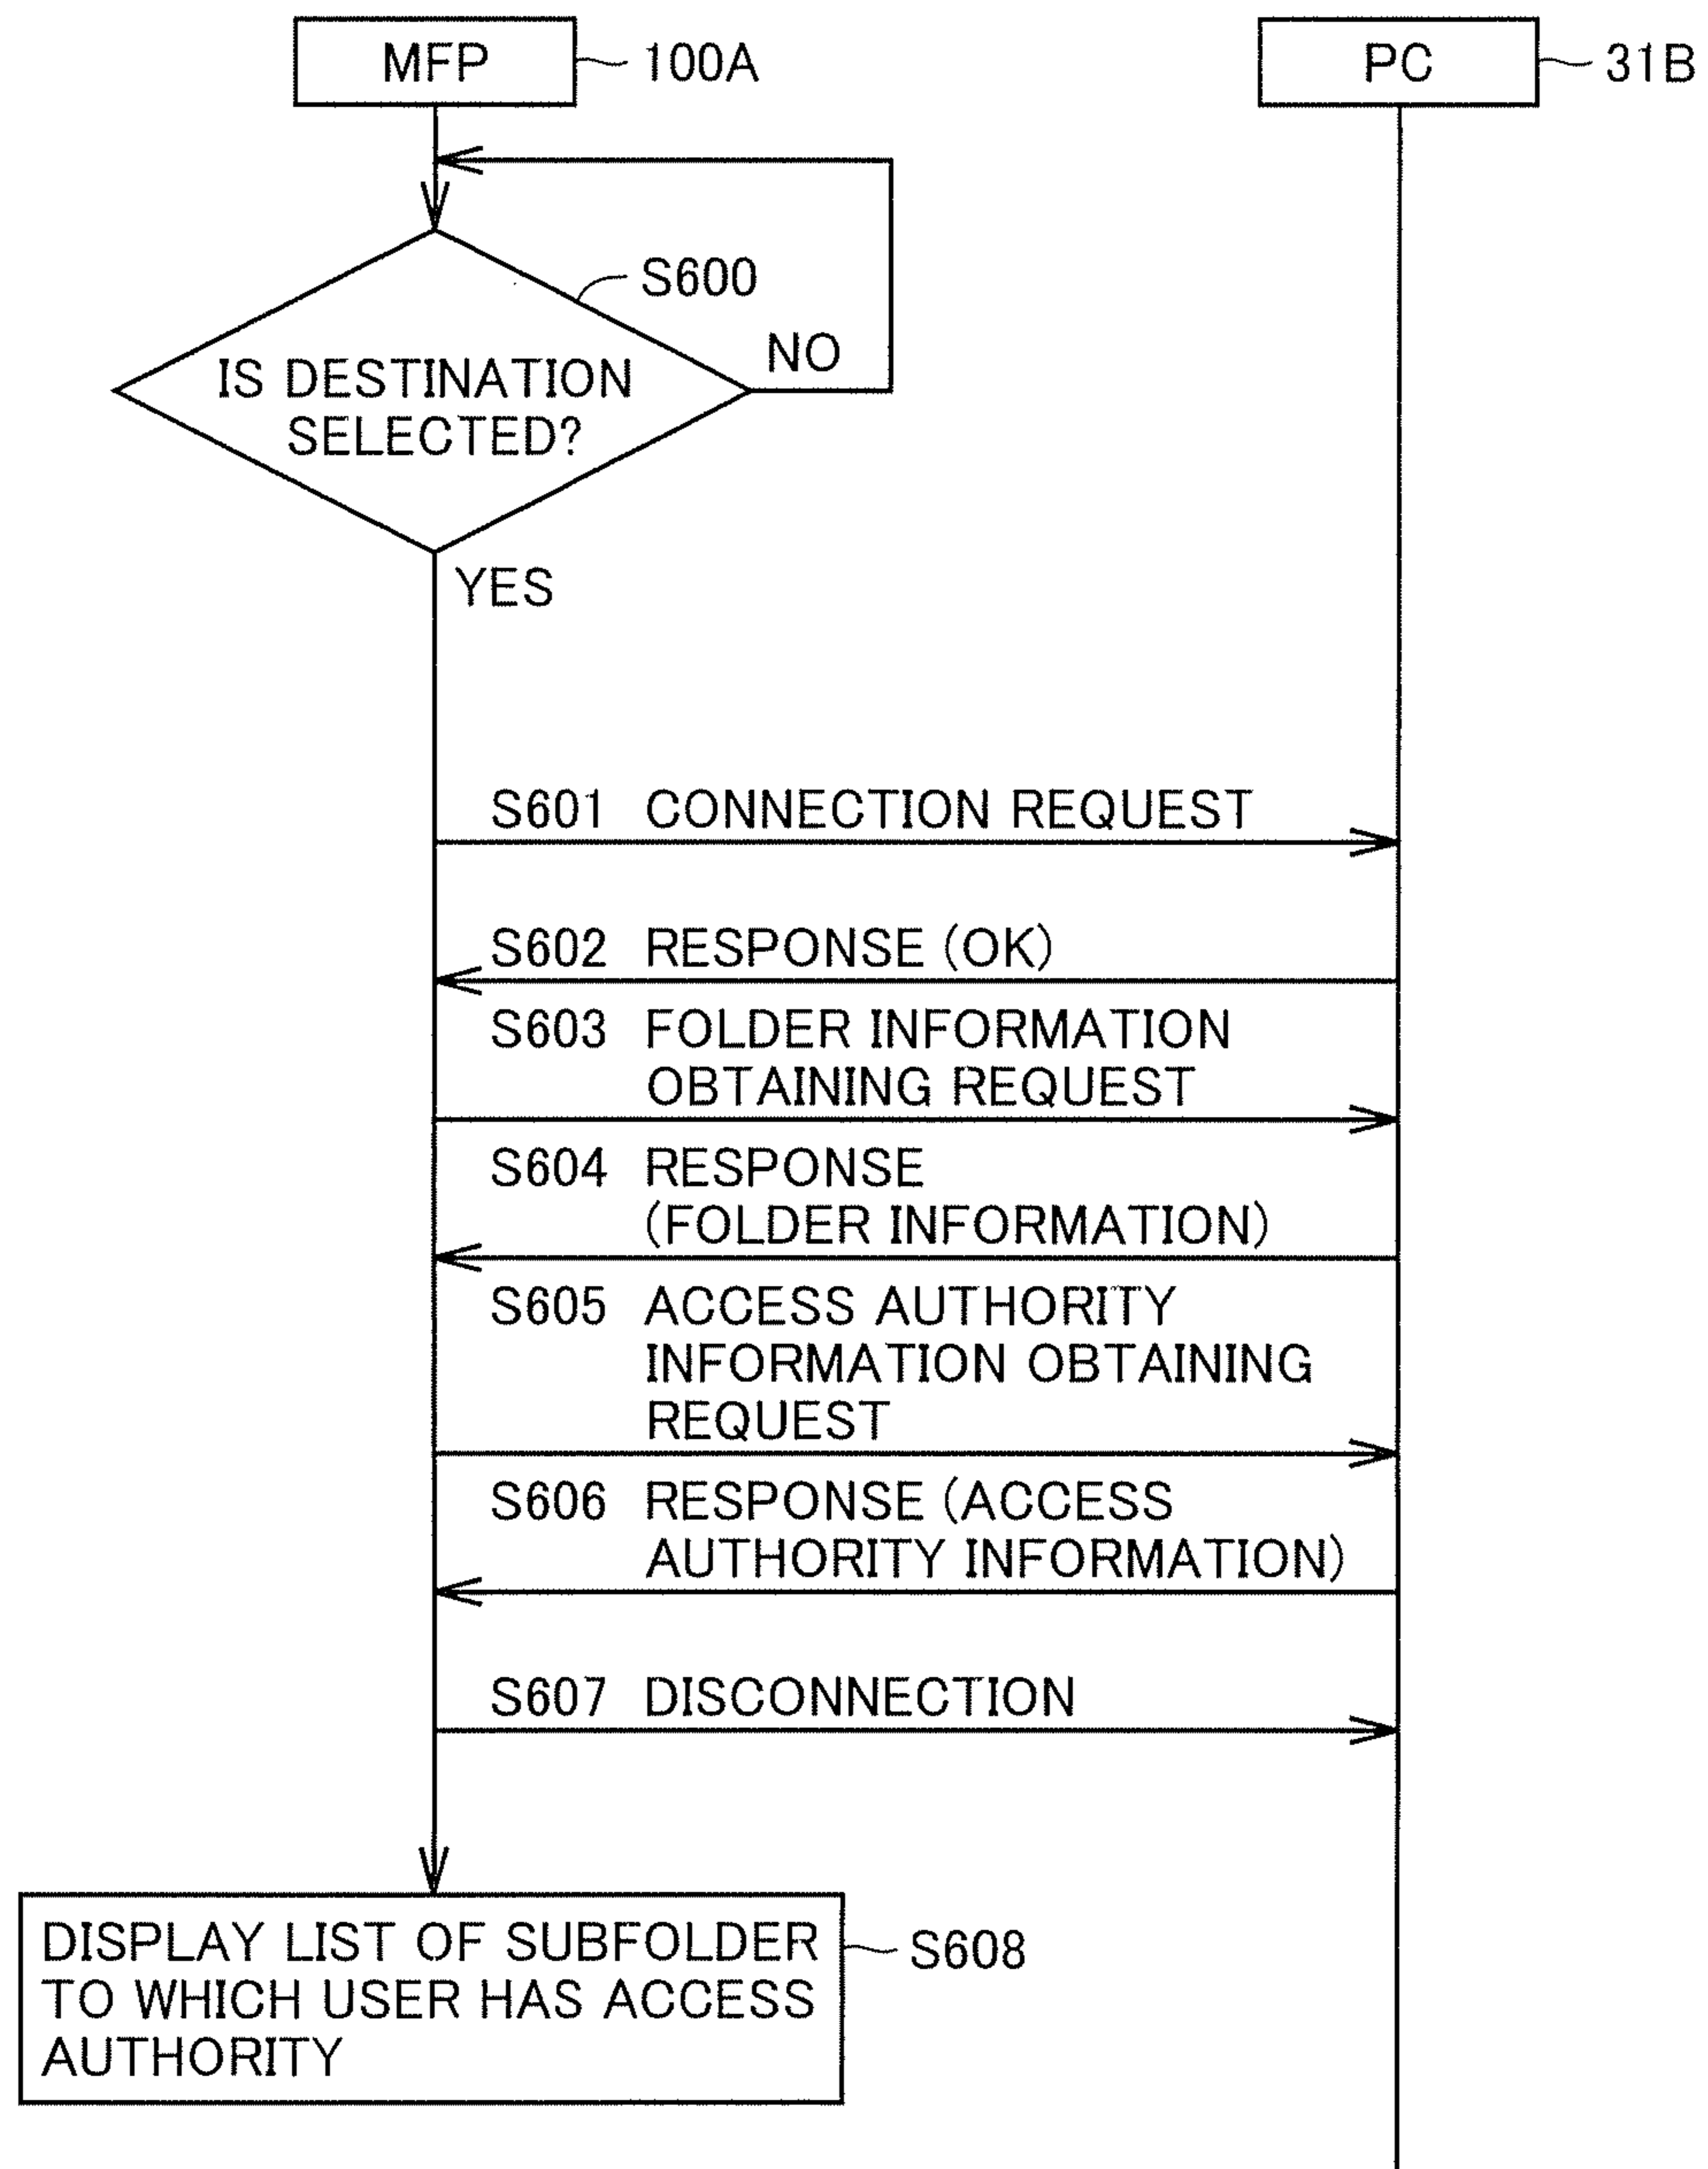 MFP 100A
PC 31B
S600
NO
IS DESTINATION
SELECTED?
YES
S601 CONNECTION REQUEST
S602 RESPONSE (OK)
S603 FOLDER INFORMATION
OBTAINING REQUEST
S604 RESPONSE
(FOLDER INFORMATION)
S605 ACCESS AUTHORITY
INFORMATION OBTAINING
REQUEST
S606 RESPONSE (ACCESS
AUTHORITY INFORMATION)
S607 DISCONNECTION
DISPLAY LIST OF SUBFOLDER
TO WHICH USER HAS ACCESS
AUTHORITY
S608